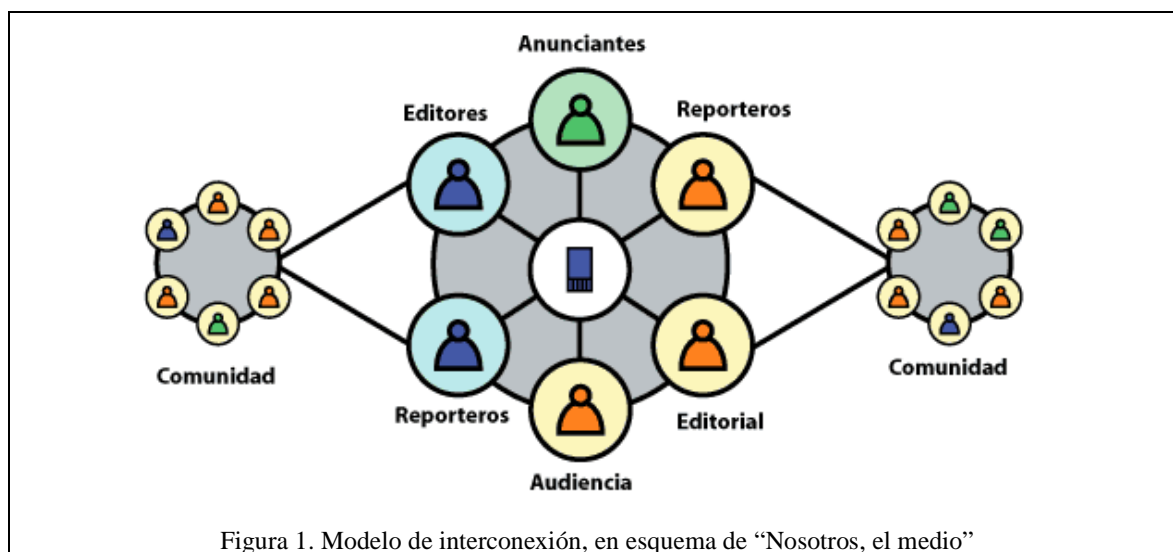 Anunciantes
Editores
Reporteros
Comunidad
Comunidad
Reporteros
Editorial
Audiencia
Figura 1. Modelo de interconexión, en esquema de “Nosotros, el medio”